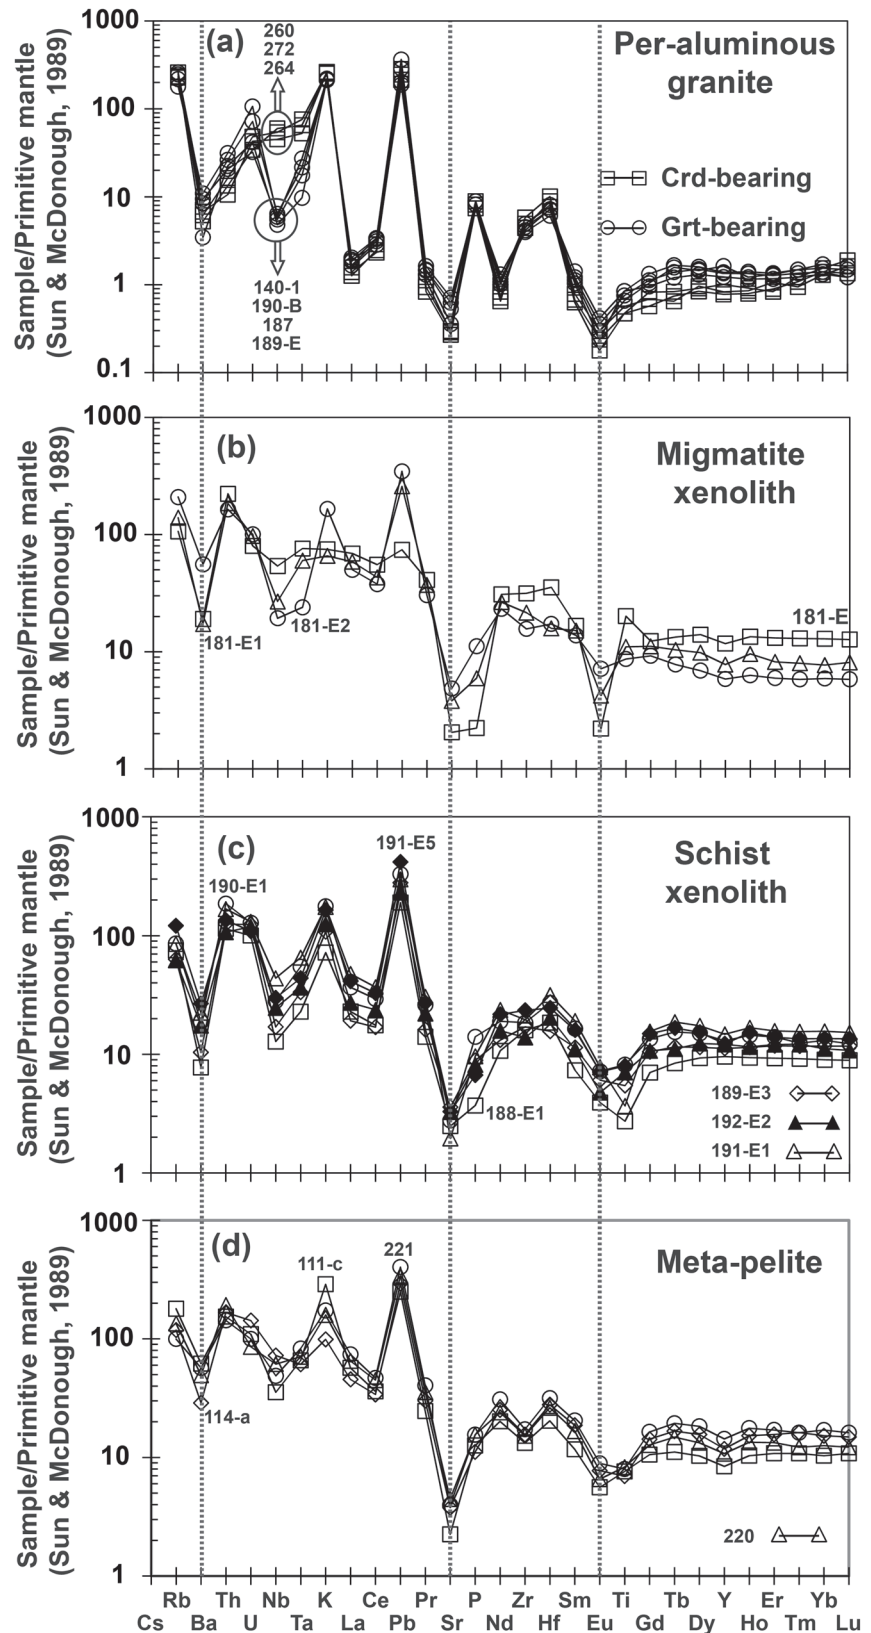 Sample/Primitive mantle
(Sun & McDonough, 1989)
1000
100
10
1
0.1
(a)
260
272
264
Per-aluminous
granite
Crd-bearing
Grt-bearing
140-1
190-B
187
189-E
Sample/Primitive mantle
(Sun & McDonough, 1989)
1000
100
10
1
(b)
Migmatite
xenolith
181-E1
181-E2
181-E
Sample/Primitive mantle
(Sun & McDonough, 1989)
1000
100
10
1
(c)
190-E1
191-E5
Schist
xenolith
188-E1
189-E3
192-E2
191-E1
Sample/Primitive mantle
(Sun & McDonough, 1989)
1000
100
10
1
(d)
111-c
221
Meta-pelite
114-a
220
Rb Th Nb K Ce Pr P Zr Sm Ti Tb Y Er Yb
Cs Ba U Ta La Pb Sr Nd Hf Eu Gd Dy Ho Tm Lu